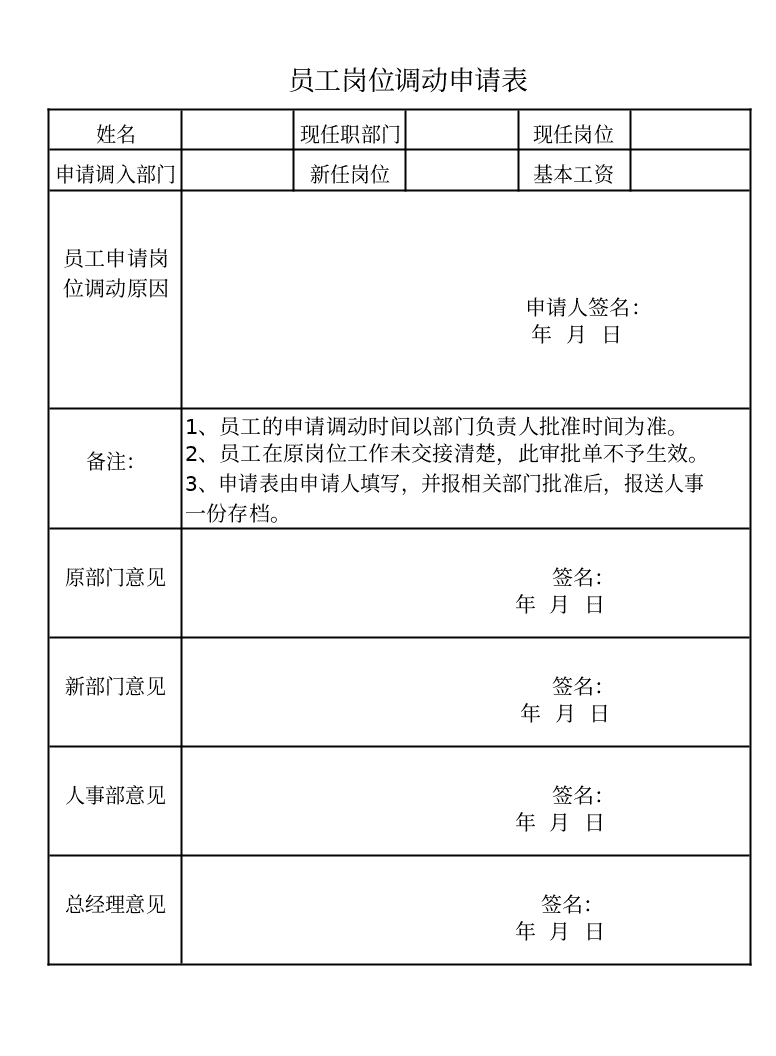 员工岗位调动申请表
姓名 现任职部门 现任岗位
申请调入部门 新任岗位 基本工资
员工申请岗
位调动原因
申请人签名：
年 月 日
备注：
1、员工的申请调动时间以部门负责人批准时间为准。
2、员工在原岗位工作未交接清楚，此审批单不予生效。
3、申请表由申请人填写，并报相关部门批准后，报送人事
一份存档。
原部门意见 签名：
年 月 日
新部门意见 签名：
年 月 日
人事部意见 签名：
年 月 日
总经理意见 签名：
年 月 日